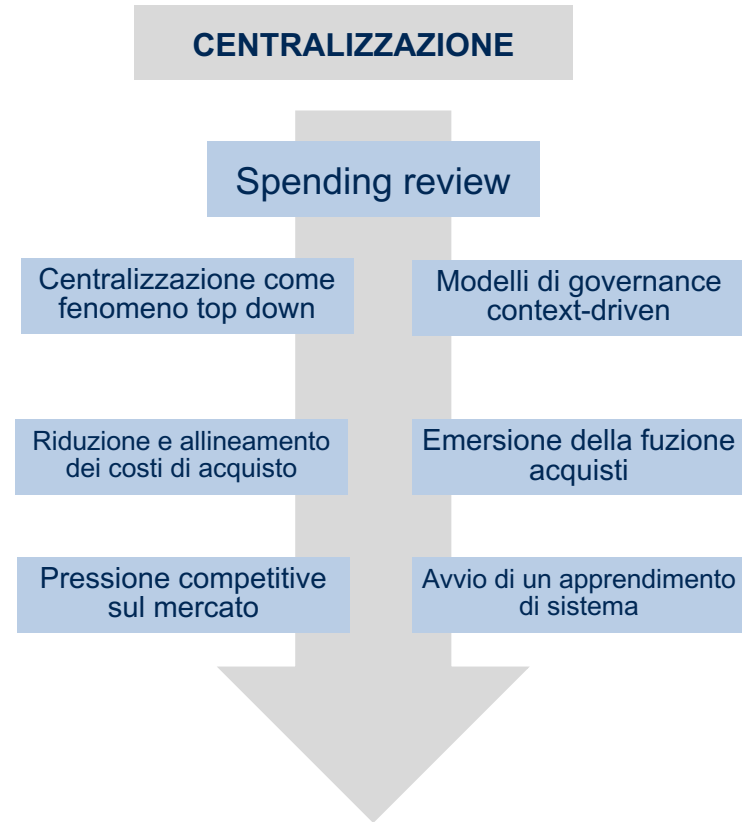 CENTRALIZZAZIONE
Spending review
Centralizzazione come
fenomeno top down
Modelli di governance
context-driven
Riduzione e allineamento
dei costi di acquisto
Emersione della fuzione
acquisti
Pressione competitive
sul mercato
Avvio di un apprendimento
di sistema